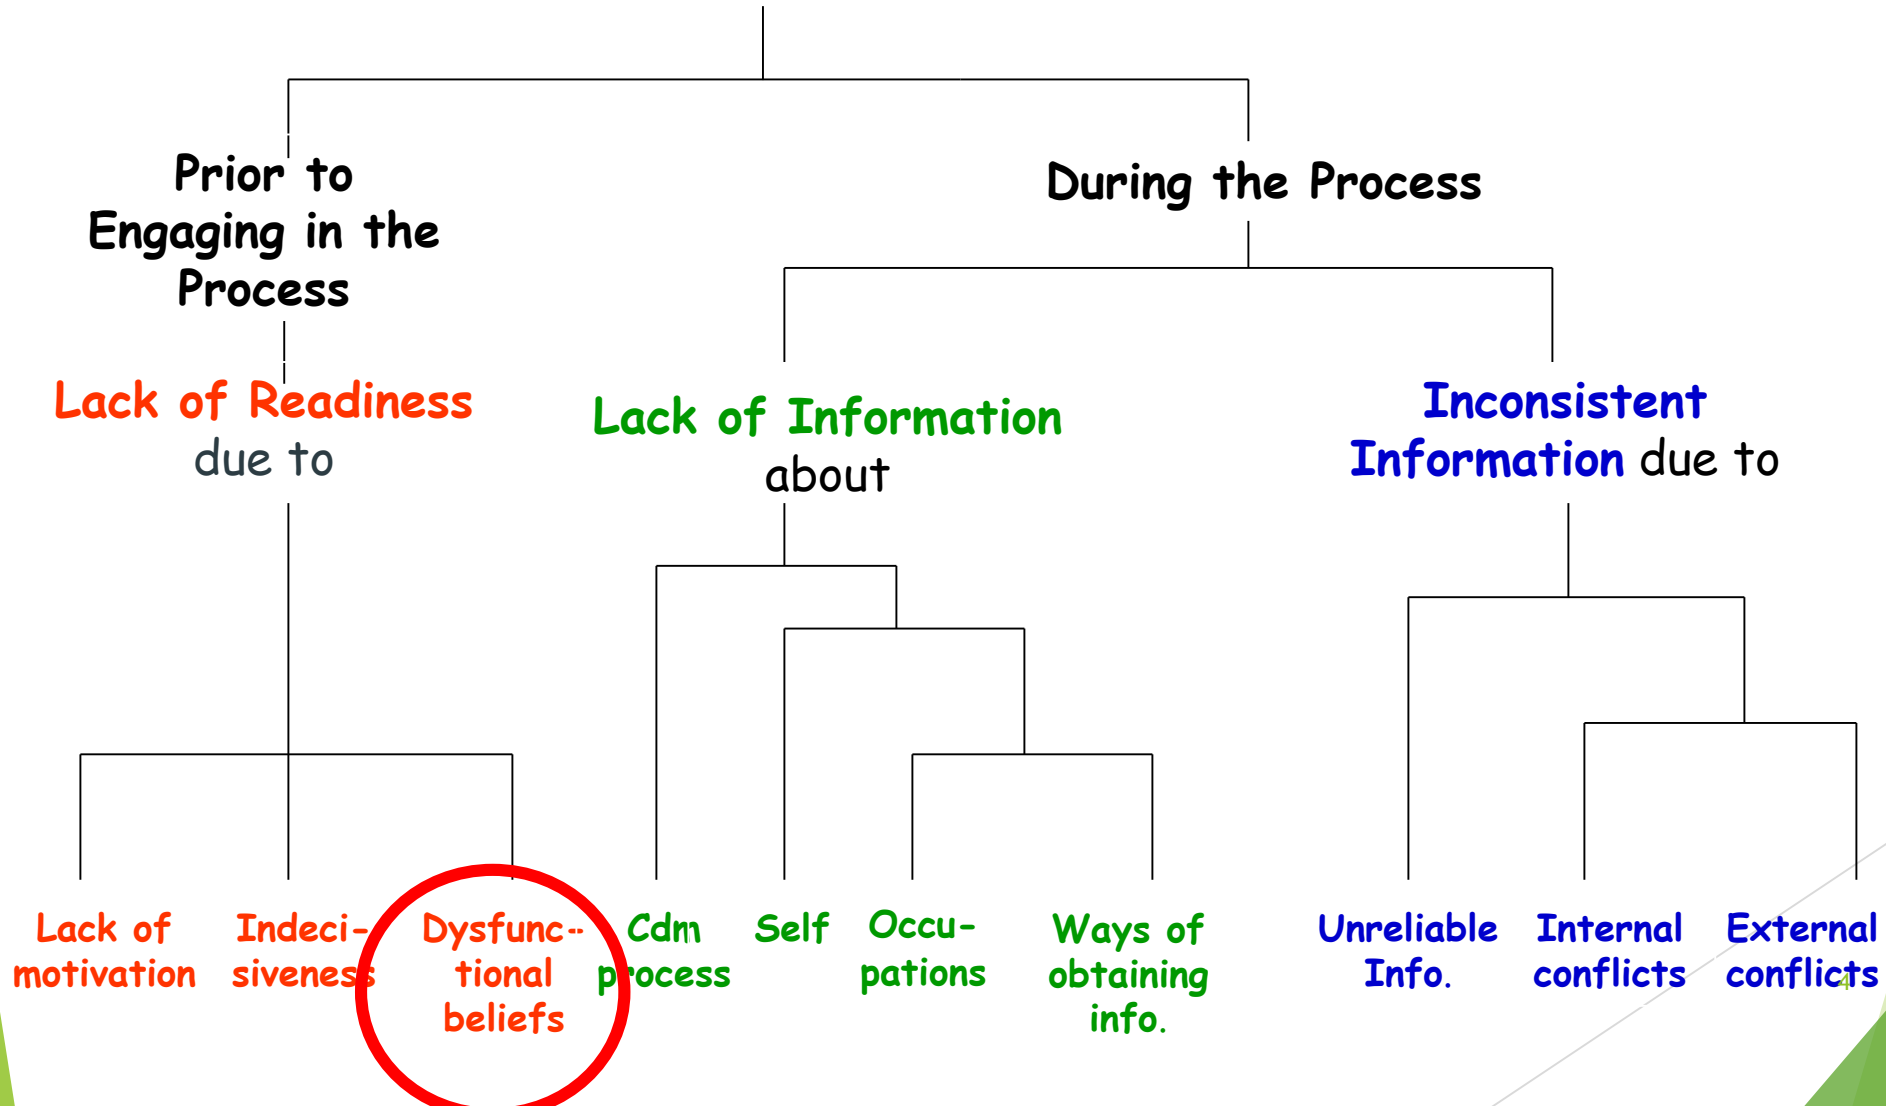 Prior to
Engaging in the
Process
During the Process
Lack of Readiness
due to
Lack of Information
about
Inconsistent
Information due to
Lack of
motivation
Indeci-
siveness
Dysfunc-
tional
beliefs
Cdm
process
Self
Occu-
pations
Ways of
obtaining
info.
Unreliable
Info.
Internal
conflicts
External
conflicts
4